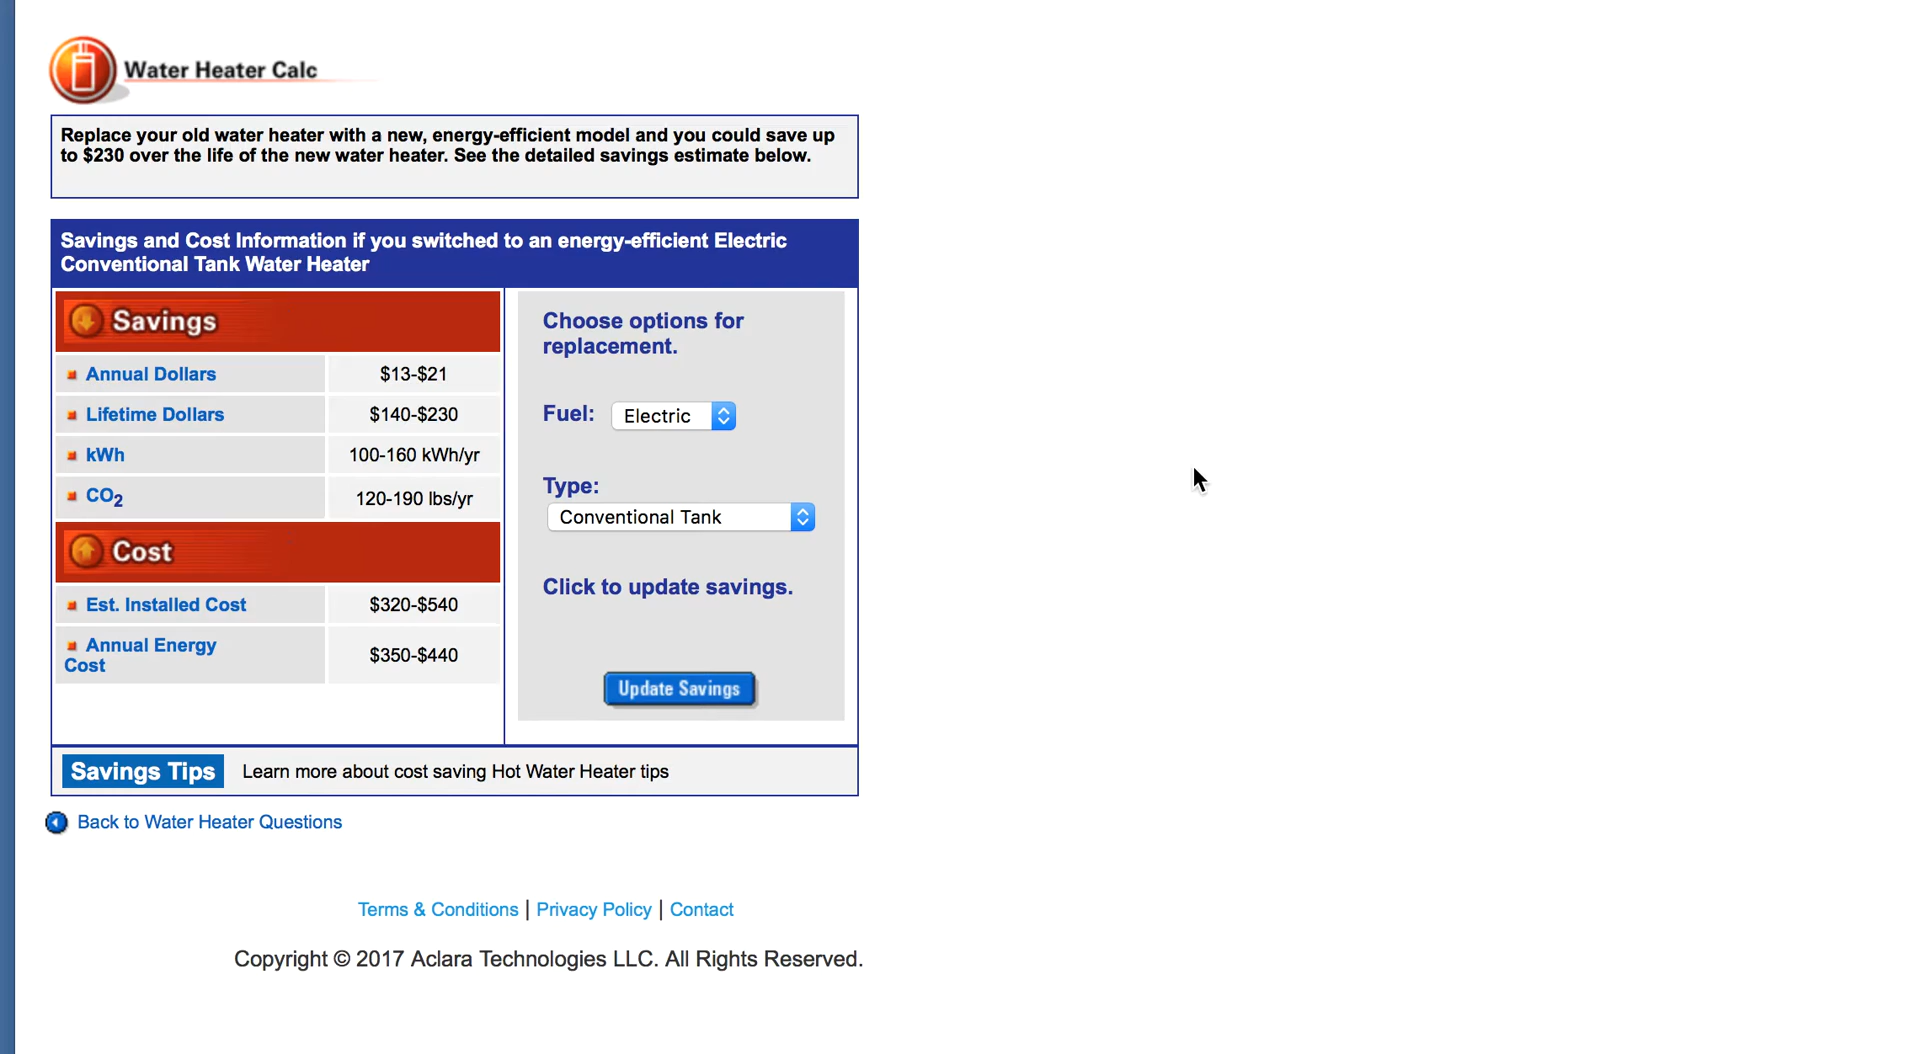 Water Heater Calc
Replace your old water heater with a new, energy-efficient model and you could save up
to $230 over the life of the new water heater. See the detailed savings estimate below.
Savings and Cost Information if you switched to an energy-efficient Electric
Conventional Tank Water Heater
Savings
Annual Dollars $13-$21
Lifetime Dollars $140-$230
kWh 100-160 kWh/yr
CO2 120-190 lbs/yr
Cost
Est. Installed Cost $320-$540
Annual Energy
Cost $350-$440
Choose options for
replacement.
Fuel: Electric
Type:
Conventional Tank
Click to update savings.
Update Savings
Savings Tips Learn more about cost saving Hot Water Heater tips
Back to Water Heater Questions
Terms & Conditions | Privacy Policy | Contact
Copyright © 2017 Aclara Technologies LLC. All Rights Reserved.